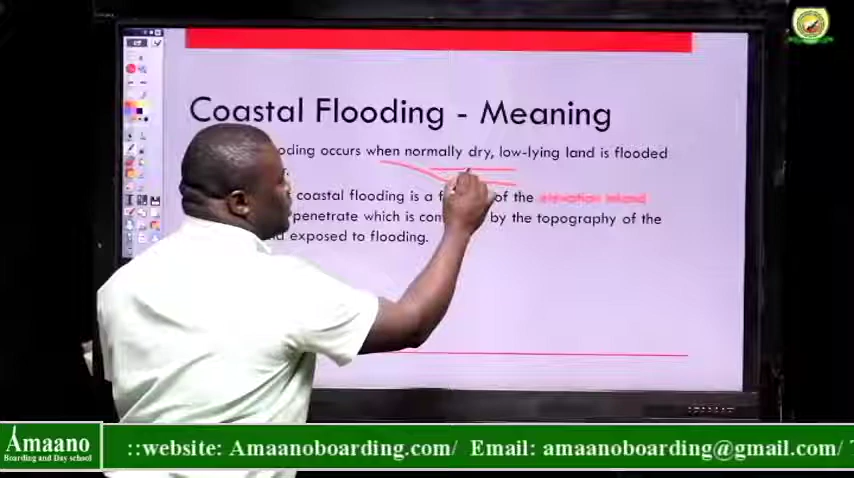 Coastal Flooding - Meaning
oding occurs when normally dry, low-lying land is flooded
coastal flooding is a of the elevation inland
penetrate which is by the topography of the
exposed to flooding.
Amaano
Boarding and Day school
::website: Amaanoboarding.com/ Email: amaanoboarding@gmail.com/